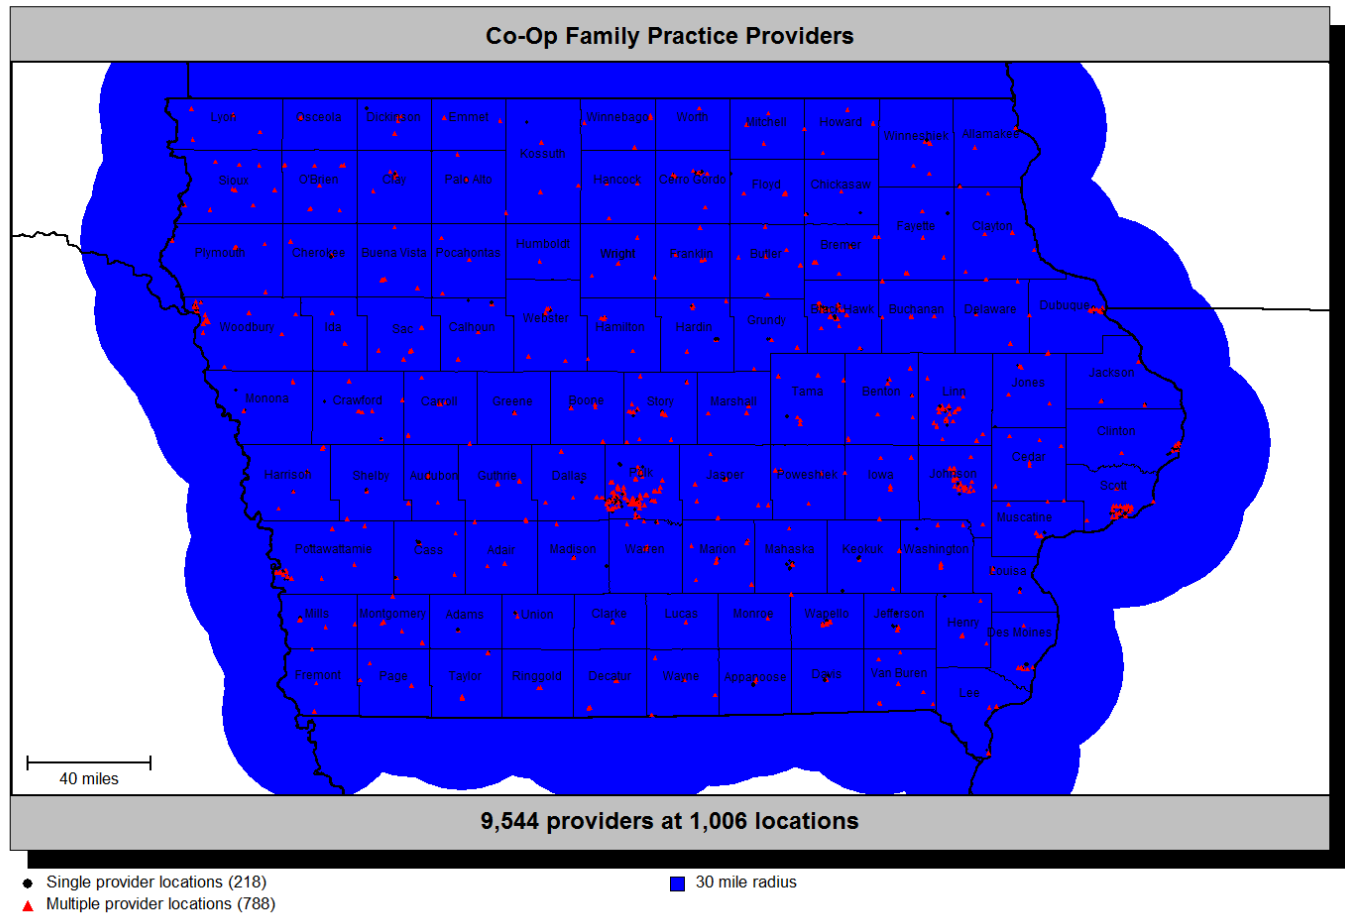 Co-Op Family Practice Providers
Lyon Osceola Dickinson Emmet Winnebago Worth Mitchell Howard Winneshiek Allamakee
Kossuth
Sioux O'Brien Clay Palo Alto Hancock Cerro Gordo Floyd Chickasaw
Fayette Clayton
Plymouth Cherokee Buena Vista Pocahontas Humboldt Wright Franklin Butler Bremer
Woodbury Ida Sac Calhoun Webster Hamilton Hardin Grundy Black Hawk Buchanan Delaware Dubuque
Monona Crawford Carroll Greene Boone Story Marshall Tama Benton Linn Jones Jackson
Clinton
Harrison Shelby Audubon Guthrie Dallas Polk Jasper Poweshiek Iowa Johnson Cedar
Scott
Muscatine
Pottawattamie Cass Adair Madison Warren Marion Mahaska Keokuk Washington
Louisa
Mills Montgomery Adams Union Clarke Lucas Monroe Wapello Jefferson Henry Des Moines
Fremont Page Taylor Ringgold Decatur Wayne Appanoose Davis Van Buren Lee
40 miles
9,544 providers at 1,006 locations
Single provider locations (218)
30 mile radius
Multiple provider locations (788)